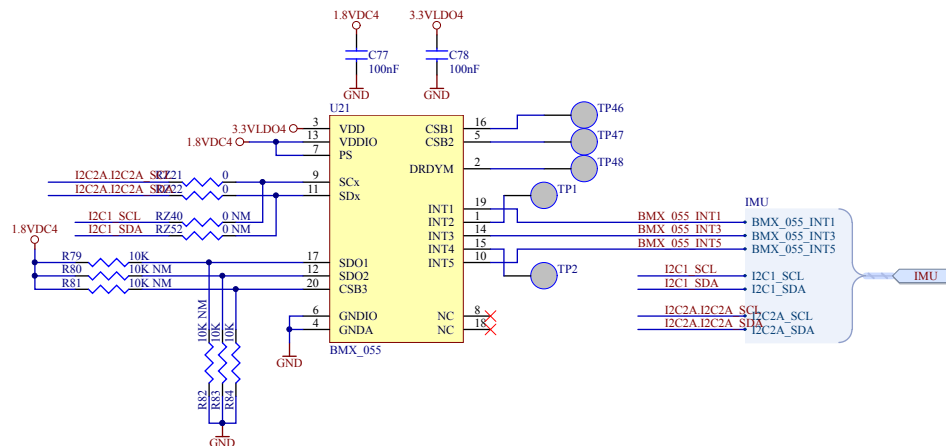 1.8VDC4 3.3VLDO4
C77 C78
100nF 100nF
GND GND
U21
3.3VLDO4 3 VDD CSB1 16 TP46
1.8VDC4 13 VDDIO CSB2 5 TP47
7 PS
DRDYM 2 TP48
I2C2A.I2C2A_SCL RZ21 0 9 SCx
I2C2A.I2C2A_SDA RZ22 0 11 SDx TP1
INT1 19 IMU
I2C1_SCL RZ40 0 NM INT2 1 BMX_055_INT1 BMX_055_INT1
I2C1_SDA RZ52 0 NM INT3 14 BMX_055_INT3 BMX_055_INT3
1.8VDC4 INT4 15 BMX_055_INT5 BMX_055_INT5
R79 10K 17 SDO1 INT5 10
R80 10K NM 12 SDO2 TP2 I2C1_SCL I2C1_SCL IMU
R81 10K NM 20 CSB3 I2C1_SDA I2C1_SDA
6 GNDIO NC 8 I2C2A.I2C2A_SCL I2C2A_SCL
4 GNDA NC 18 I2C2A.I2C2A_SDA I2C2A_SDA
BMX_055
GND
10K NM 10K 10K
R82 R83 R84
GND